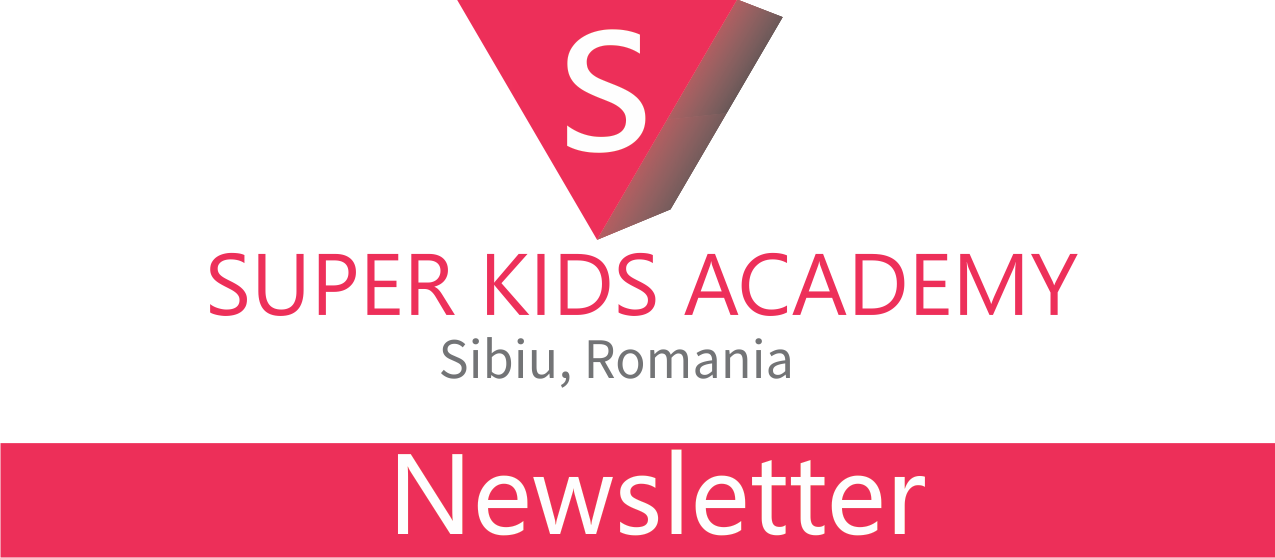 S
SUPER KIDS ACADEMY
Sibiu, Romania
Newsletter